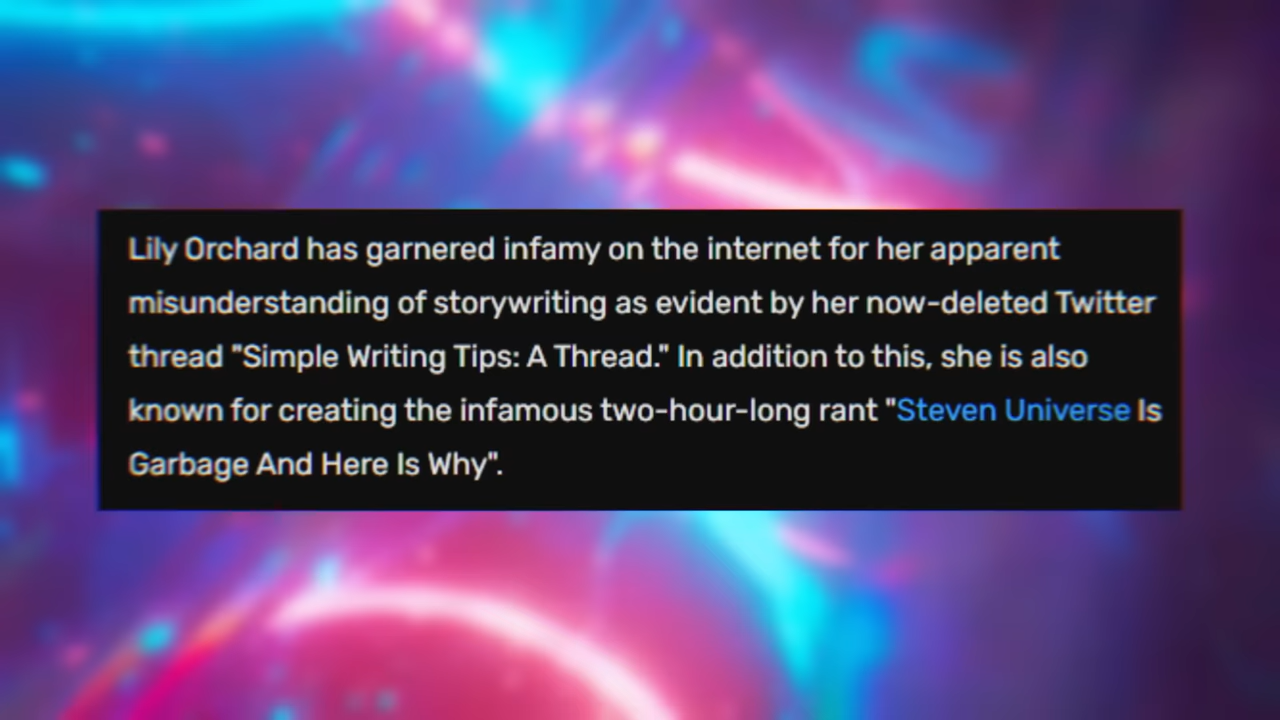 Lily Orchard has garnered infamy on the internet for her apparent
misunderstanding of storywriting as evident by her now-deleted Twitter
thread "Simple Writing Tips: A Thread." In addition to this, she is also
known for creating the infamous two-hour-long rant "Steven Universe Is
Garbage And Here Is Why".